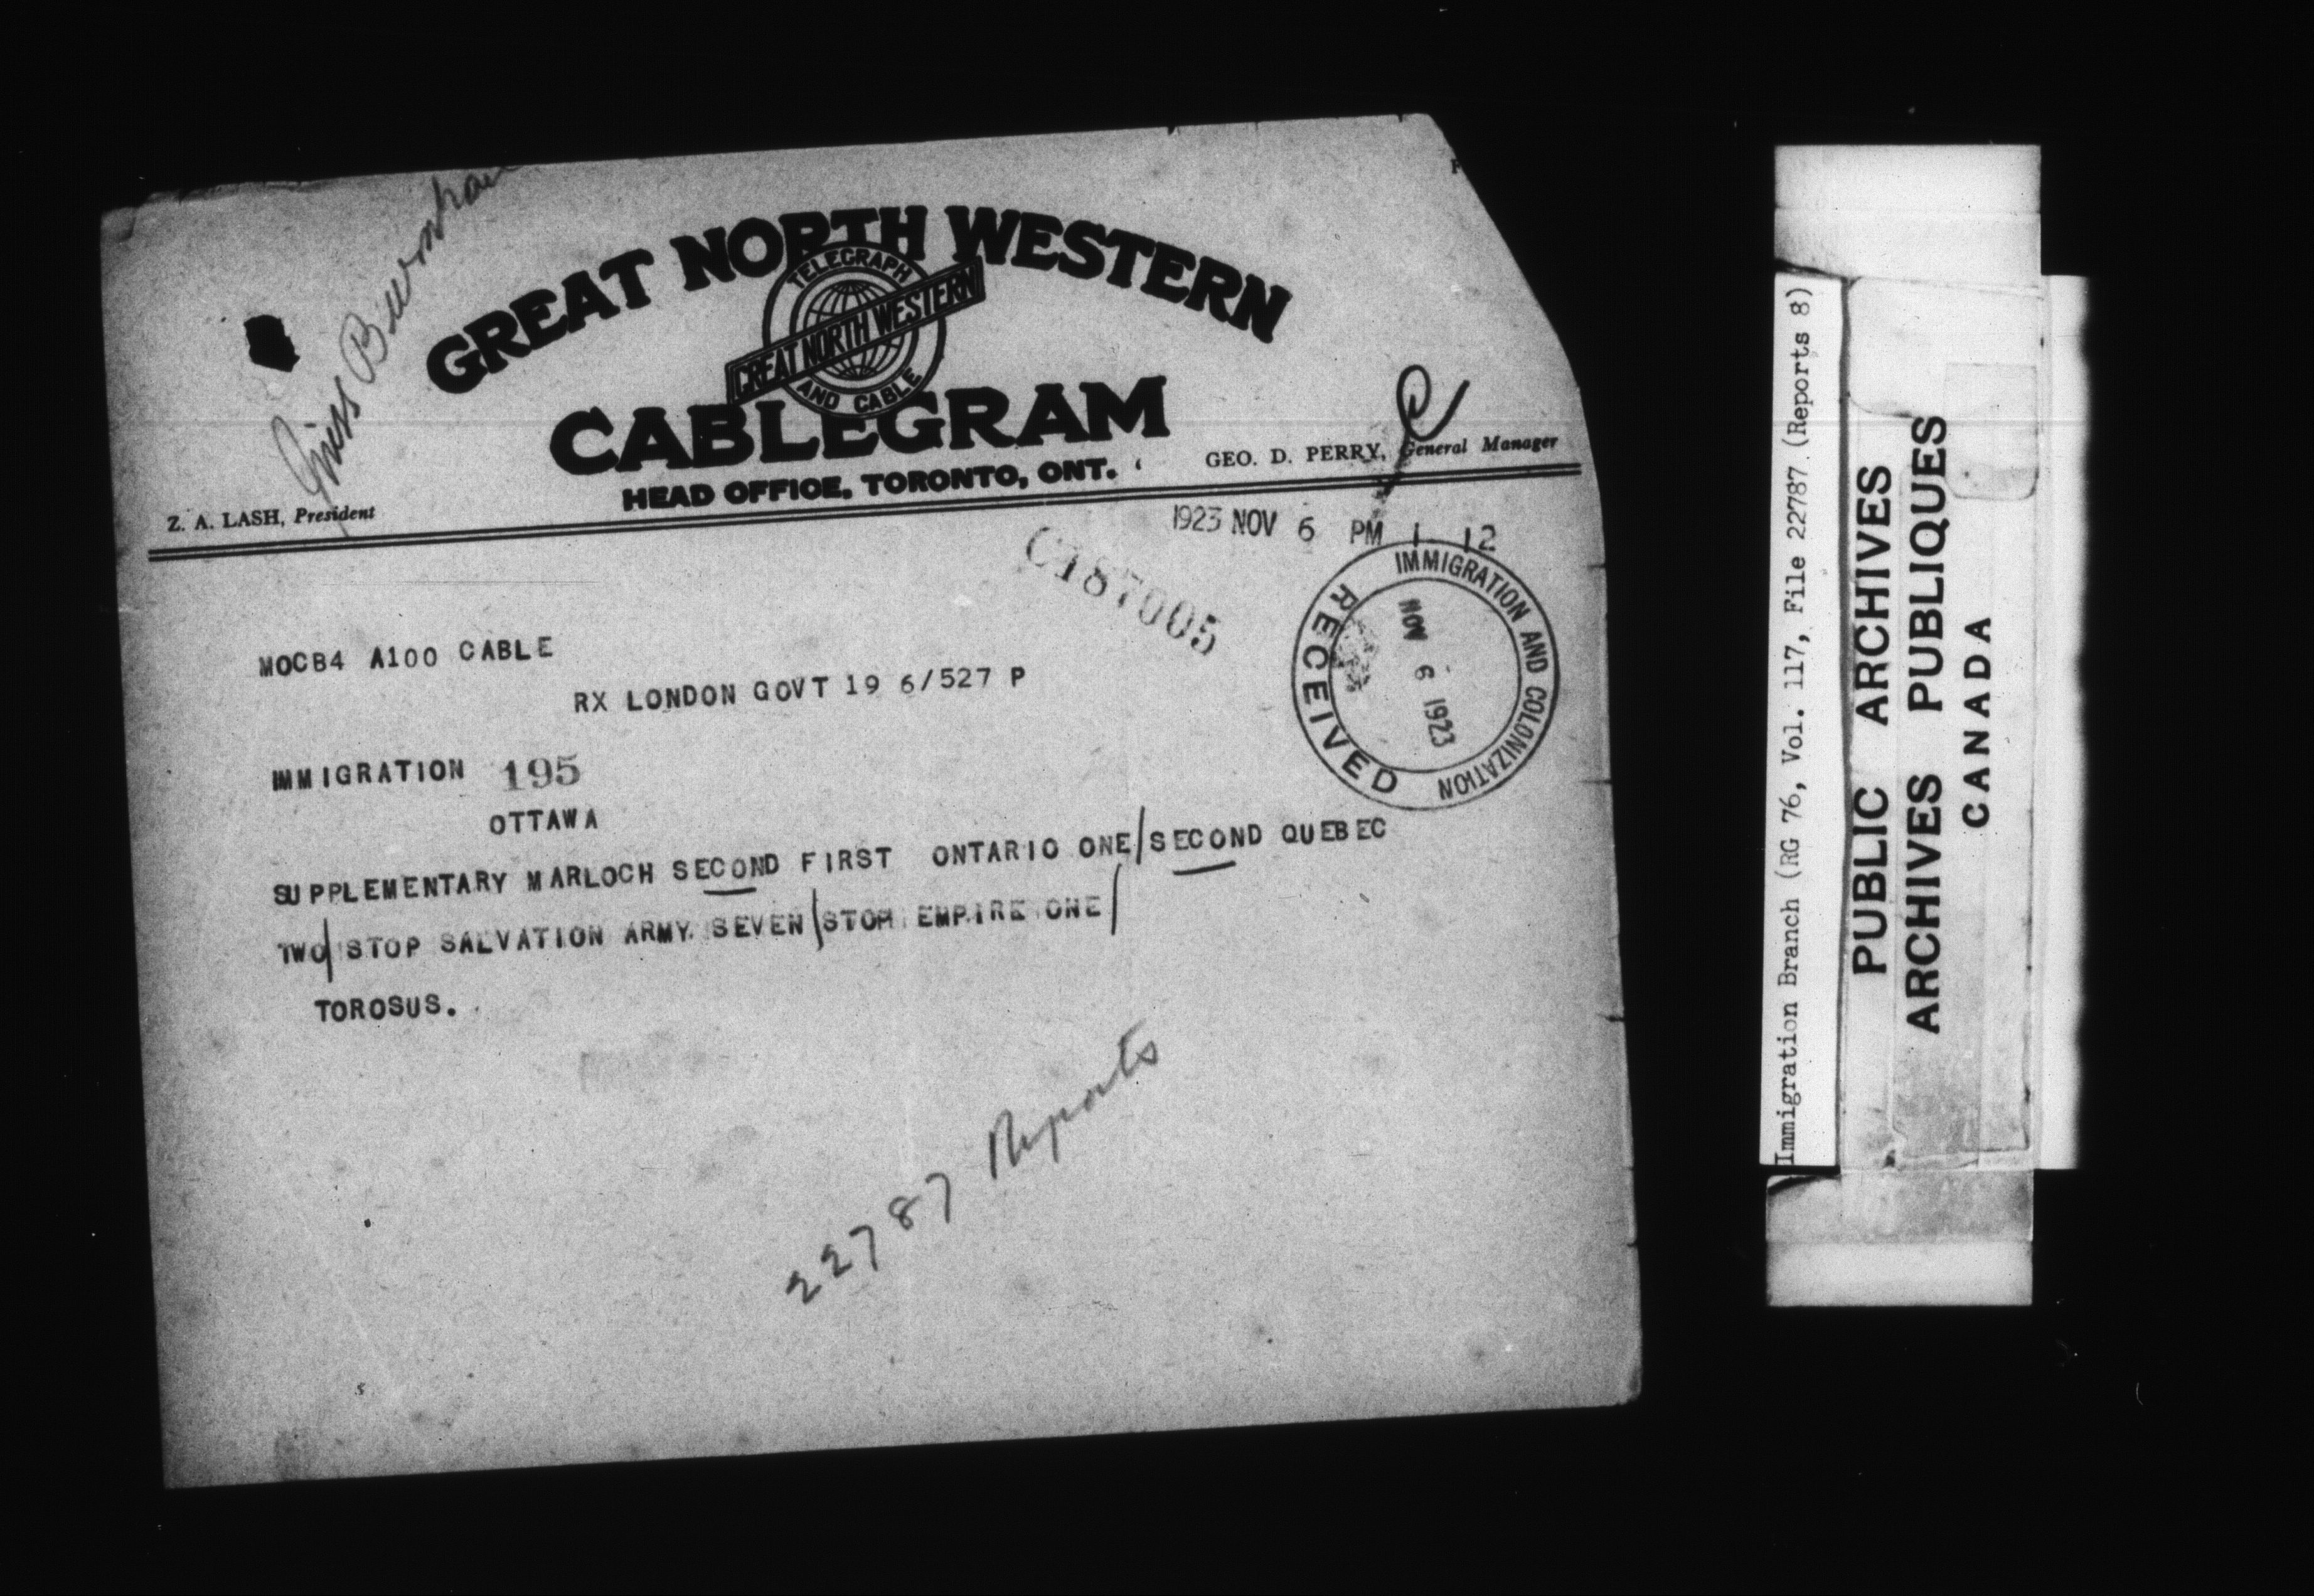 Miss Burnham
GREAT NORTH WESTERN
TELEGRAPH
GREAT NORTH WESTERN
AND CABLE
CABLEGRAM
HEAD OFFICE, TORONTO, ONT.
Z. A. LASH, President
GEO. D. PERRY, General Manager
1923 NOV 6 PM 1 12
C187005
IMMIGRATION AND COLONIZATION
NOV 6 1923
RECEIVED
MOCB4 A100 CABLE
RX LONDON GOVT 19 6/527 P
IMMIGRATION 195
OTTAWA
SUPPLEMENTARY MARLOCH SECOND FIRST ONTARIO ONE/SECOND QUEBEC
TWO/STOP SALVATION ARMY SEVEN/STOP EMPIRE ONE/
TOROSUS.
22787 Reports
Immigration Branch (RG 76, Vol. 117, File 22787 (Reports 8)
PUBLIC ARCHIVES
ARCHIVES PUBLIQUES
CANADA